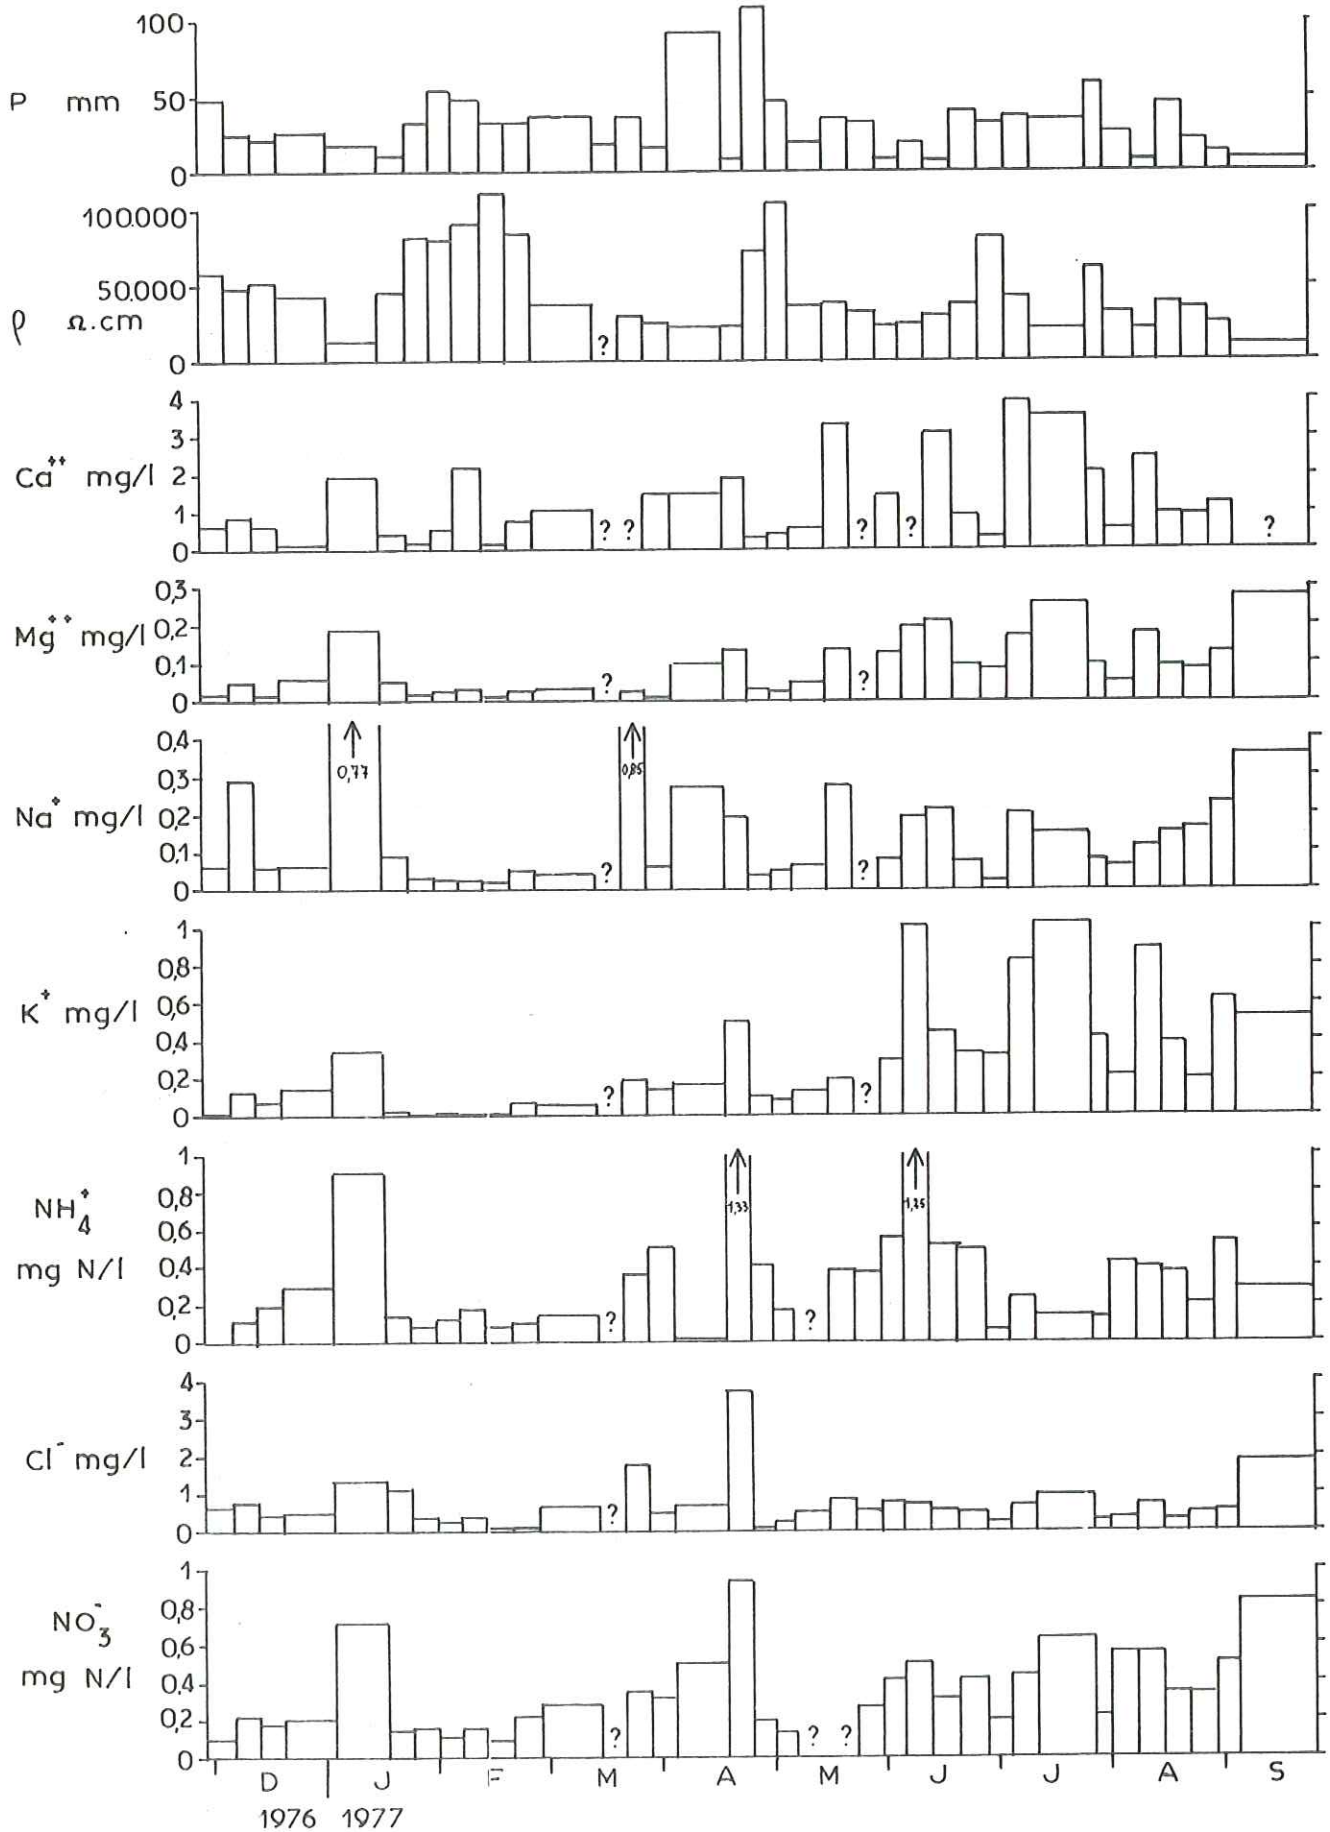 100
P mm 50
0
100.000
50.000
ρ Ω.cm
0 ?
4
3
Ca⁺⁺ mg/l 2
1 ? ? ? ? ?
0
0,3
Mg⁺⁺ mg/l 0,2
0,1 ? ?
0
0,4
0,3 0,77 0,85
Na⁺ mg/l 0,2
0,1 ? ?
0
1
0,8
K⁺ mg/l 0,6
0,4
0,2 ? ?
0
1
NH₄⁺ 0,8 1,33 1,25
0,6
mg N/l 0,4
0,2 ? ?
0
4
3
Cl⁻ mg/l 2
1 ?
0
1
NO₃⁻ 0,8
0,6
mg N/l 0,4
0,2 ? ? ?
0
D J F M A M J J A S
1976 1977